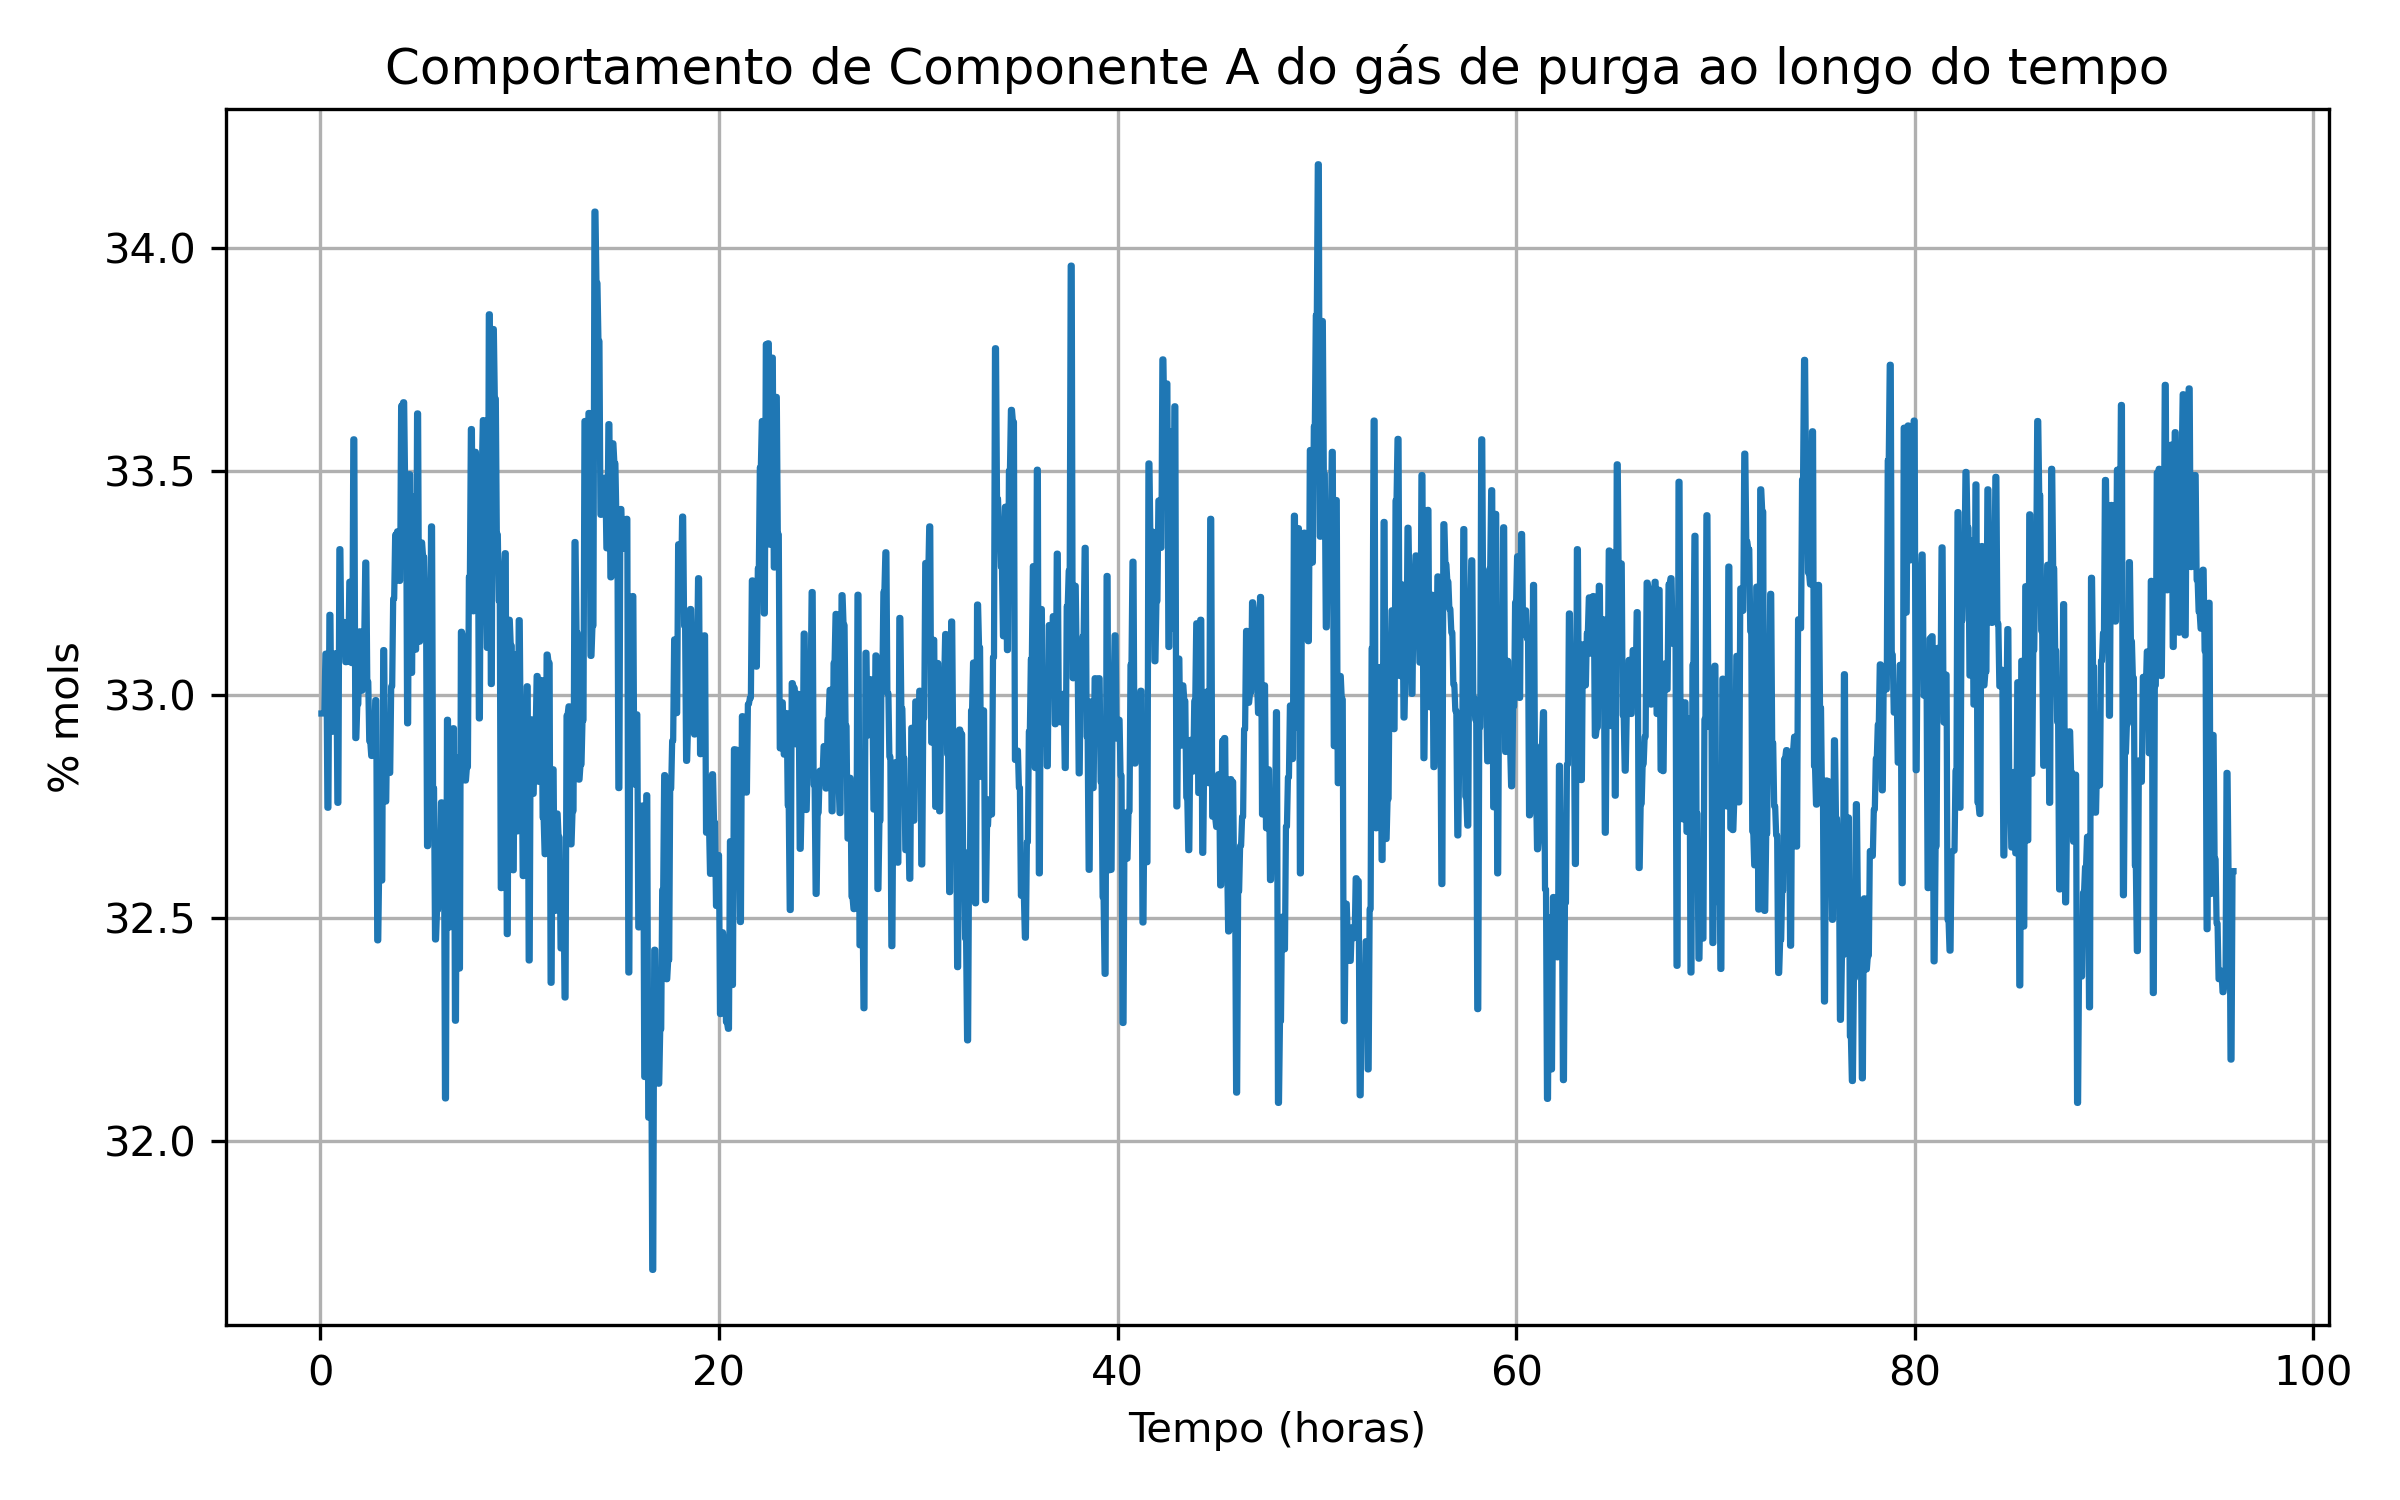 Comportamento de Componente A do gás de purga ao longo do tempo
34.0
33.5
33.0
32.5
32.0
% mols
0 20 40 60 80 100
Tempo (horas)